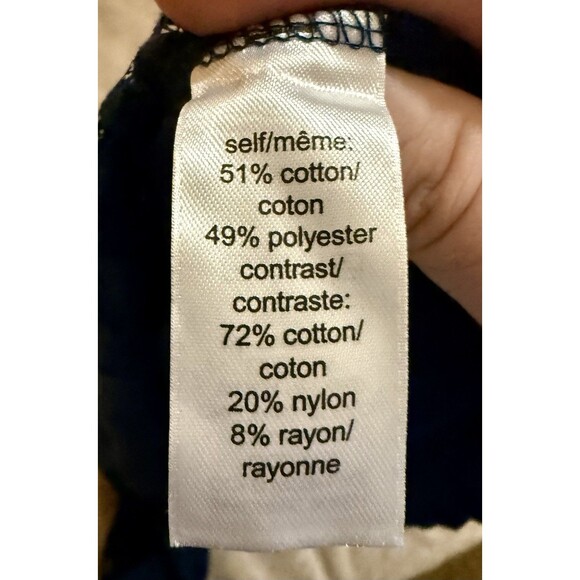 self/même:
51% cotton/
coton
49% polyester
contrast/
contraste:
72% cotton/
coton
20% nylon
8% rayon/
rayonne